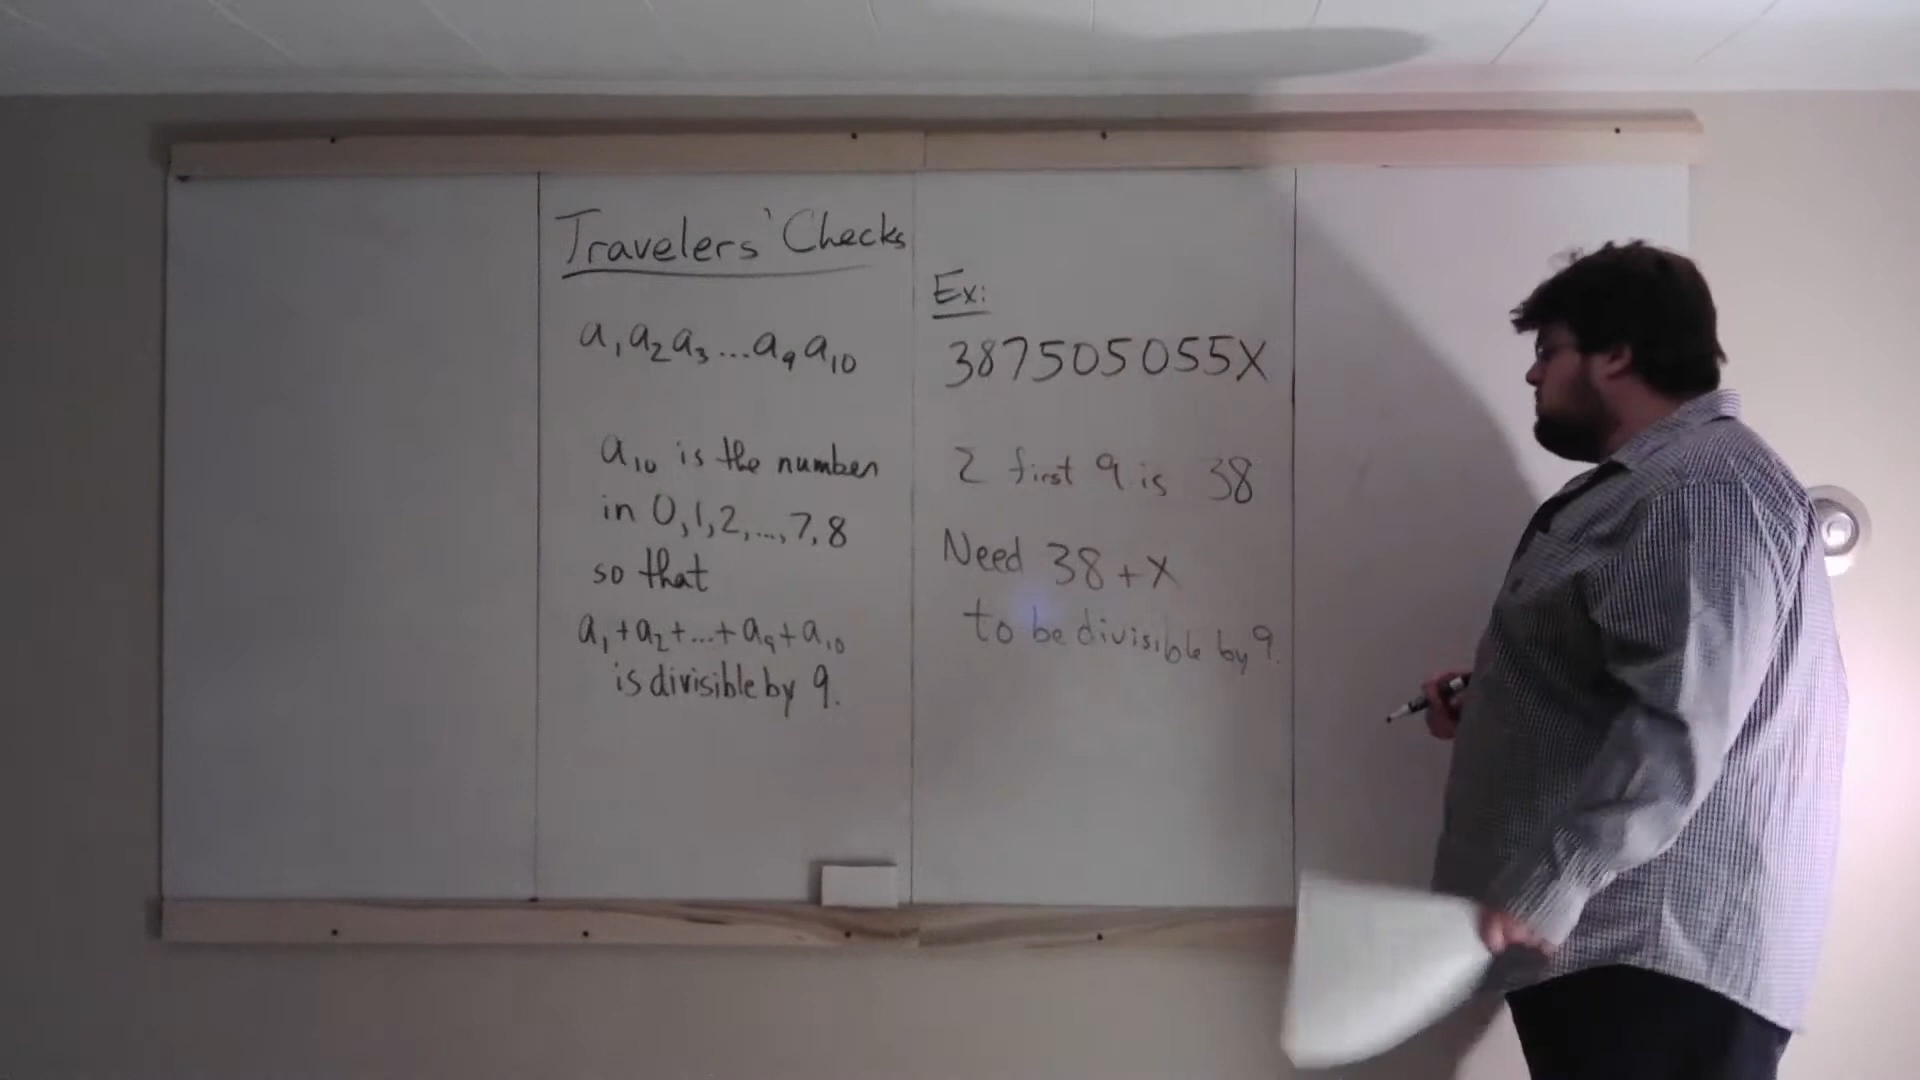 Travelers' Checks
a₁a₂a₃...a₉a₁₀
a₁₀ is the number
in 0,1,2,...,7,8
so that
a₁+a₂+...+a₉+a₁₀
is divisible by 9.
Ex:
387505055X
Σ first 9 is 38
Need 38+X
to be divisible by 9.